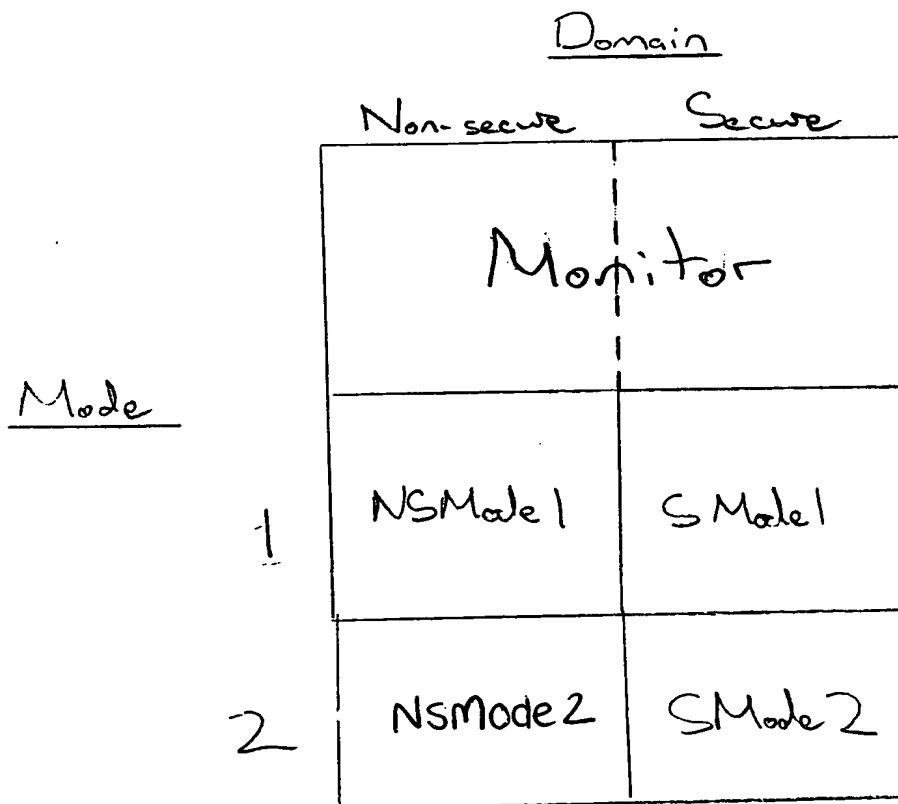 Domain
Non-secure Secure
Monitor
Mode
1 NSMode1 SMode1
2 NSMode2 SMode2